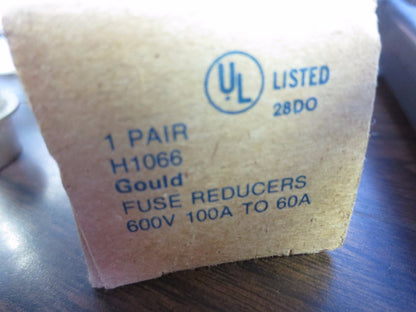 UL LISTED
28DO
1 PAIR
H1066
Gould
FUSE REDUCERS
600V 100A TO 60A